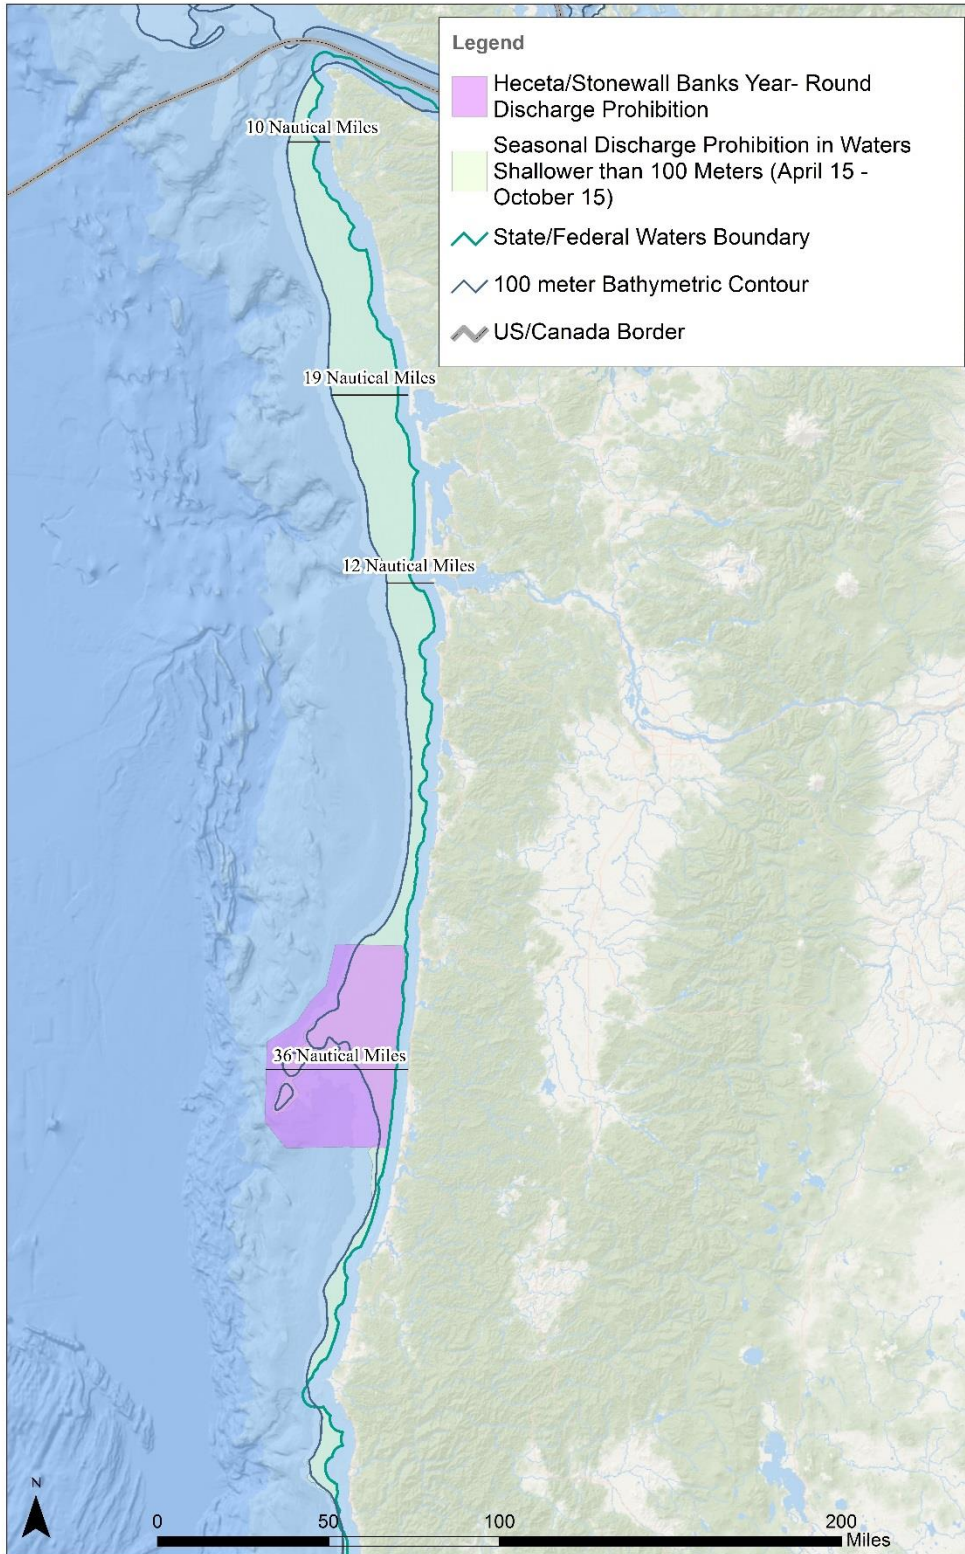 Legend
Heceta/Stonewall Banks Year- Round
Discharge Prohibition
Seasonal Discharge Prohibition in Waters
Shallower than 100 Meters (April 15 -
October 15)
State/Federal Waters Boundary
100 meter Bathymetric Contour
US/Canada Border
10 Nautical Miles
19 Nautical Miles
12 Nautical Miles
36 Nautical Miles
N
0 50 100 200
Miles